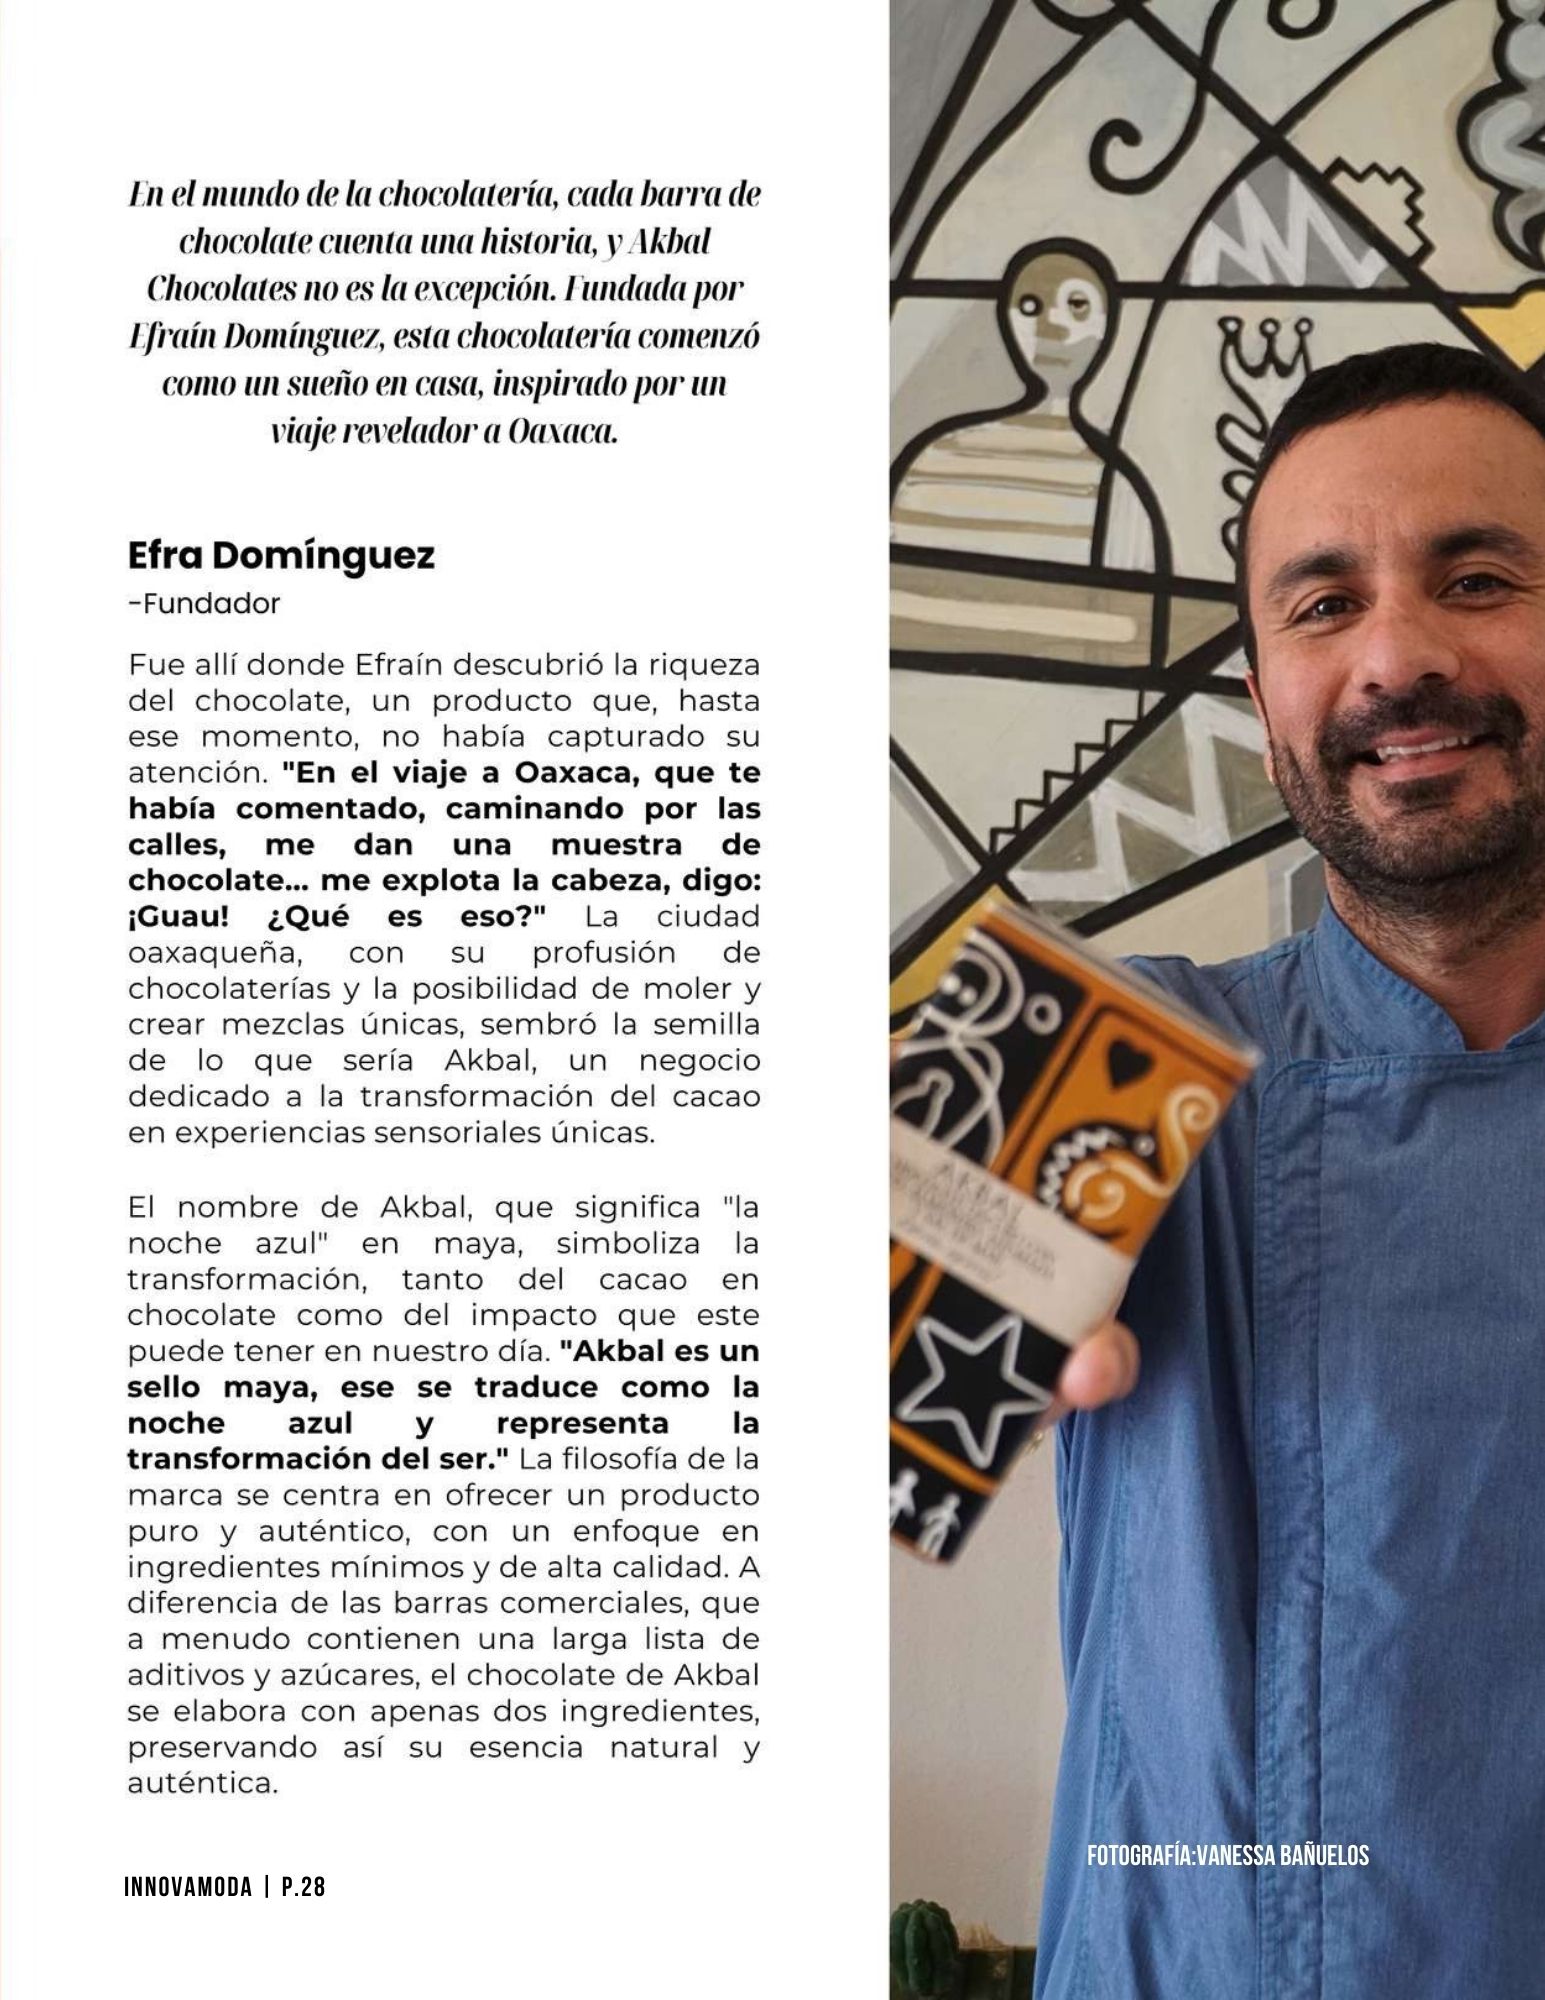 En el mundo de la chocolatería, cada barra de
chocolate cuenta una historia, y Akbal
Chocolates no es la excepción. Fundada por
Efraín Domínguez, esta chocolatería comenzó
como un sueño en casa, inspirado por un
viaje revelador a Oaxaca.
Efra Domínguez
-Fundador
Fue allí donde Efraín descubrió la riqueza
del chocolate, un producto que, hasta
ese momento, no había capturado su
atención. "En el viaje a Oaxaca, que te
había comentado, caminando por las
calles, me dan una muestra de
chocolate... me explota la cabeza, digo:
¡Guau! ¿Qué es eso?" La ciudad
oaxaqueña, con su profusión de
chocolaterías y la posibilidad de moler y
crear mezclas únicas, sembró la semilla
de lo que sería Akbal, un negocio
dedicado a la transformación del cacao
en experiencias sensoriales únicas.
El nombre de Akbal, que significa "la
noche azul" en maya, simboliza la
transformación, tanto del cacao en
chocolate como del impacto que este
puede tener en nuestro día. "Akbal es un
sello maya, ese se traduce como la
noche azul y representa la
transformación del ser." La filosofía de la
marca se centra en ofrecer un producto
puro y auténtico, con un enfoque en
ingredientes mínimos y de alta calidad. A
diferencia de las barras comerciales, que
a menudo contienen una larga lista de
aditivos y azúcares, el chocolate de Akbal
se elabora con apenas dos ingredientes,
preservando así su esencia natural y
auténtica.
INNOVAMODA | P.28
AKBAL
FOTOGRAFÍA:VANESSA BAÑUELOS